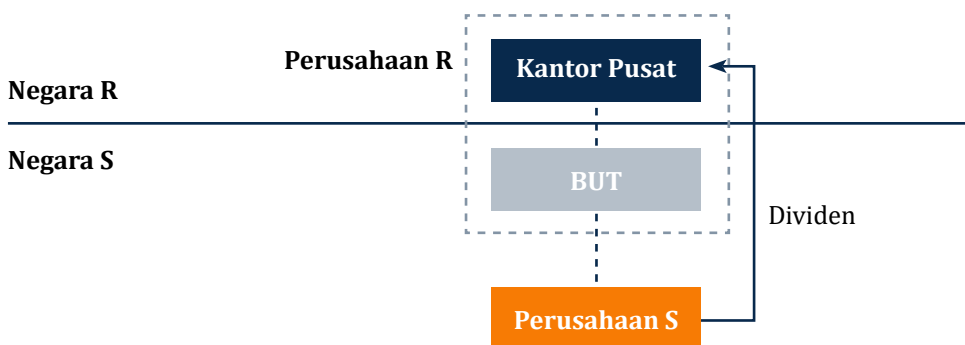 Perusahaan R
Kantor Pusat
Negara R
Negara S
BUT
Dividen
Perusahaan S